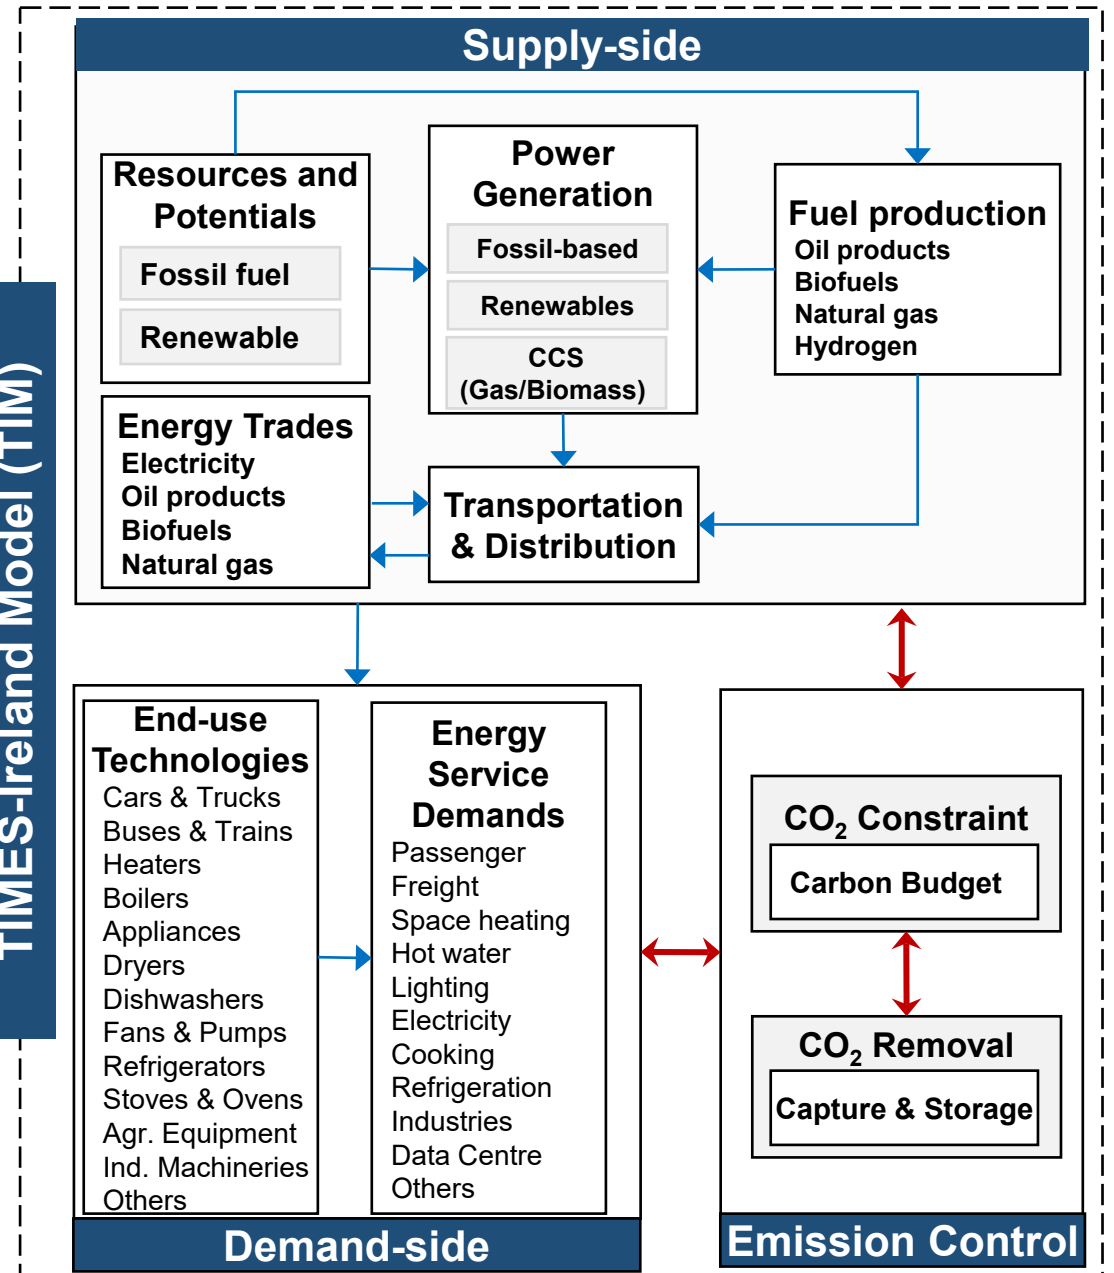 Supply-side
Resources and
Potentials
Fossil fuel
Renewable
Power
Generation
Fossil-based
Renewables
CCS
(Gas/Biomass)
Fuel production
Oil products
Biofuels
Natural gas
Hydrogen
Energy Trades
Electricity
Oil products
Biofuels
Natural gas
Transportation
& Distribution
TIMES-Ireland Model (TIM)
End-use
Technologies
Cars & Trucks
Buses & Trains
Heaters
Boilers
Appliances
Dryers
Dishwashers
Fans & Pumps
Refrigerators
Stoves & Ovens
Agr. Equipment
Ind. Machineries
Others
Energy
Service
Demands
Passenger
Freight
Space heating
Hot water
Lighting
Electricity
Cooking
Refrigeration
Industries
Data Centre
Others
Demand-side
CO₂ Constraint
Carbon Budget
CO₂ Removal
Capture & Storage
Emission Control